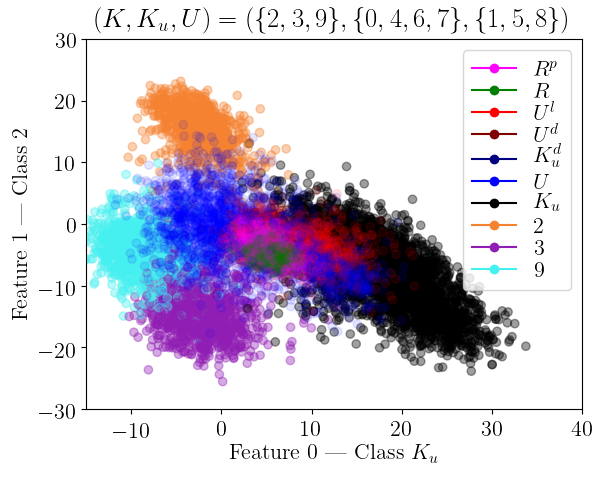 (K, K_u, U) = ({2, 3, 9}, {0, 4, 6, 7}, {1, 5, 8})
30
20
10
0
−10
−20
−30
Feature 1 — Class 2
R^p
R
U^l
U^d
K_u^d
U
K_u
2
3
9
−10
0
10
20
30
40
Feature 0 — Class K_u